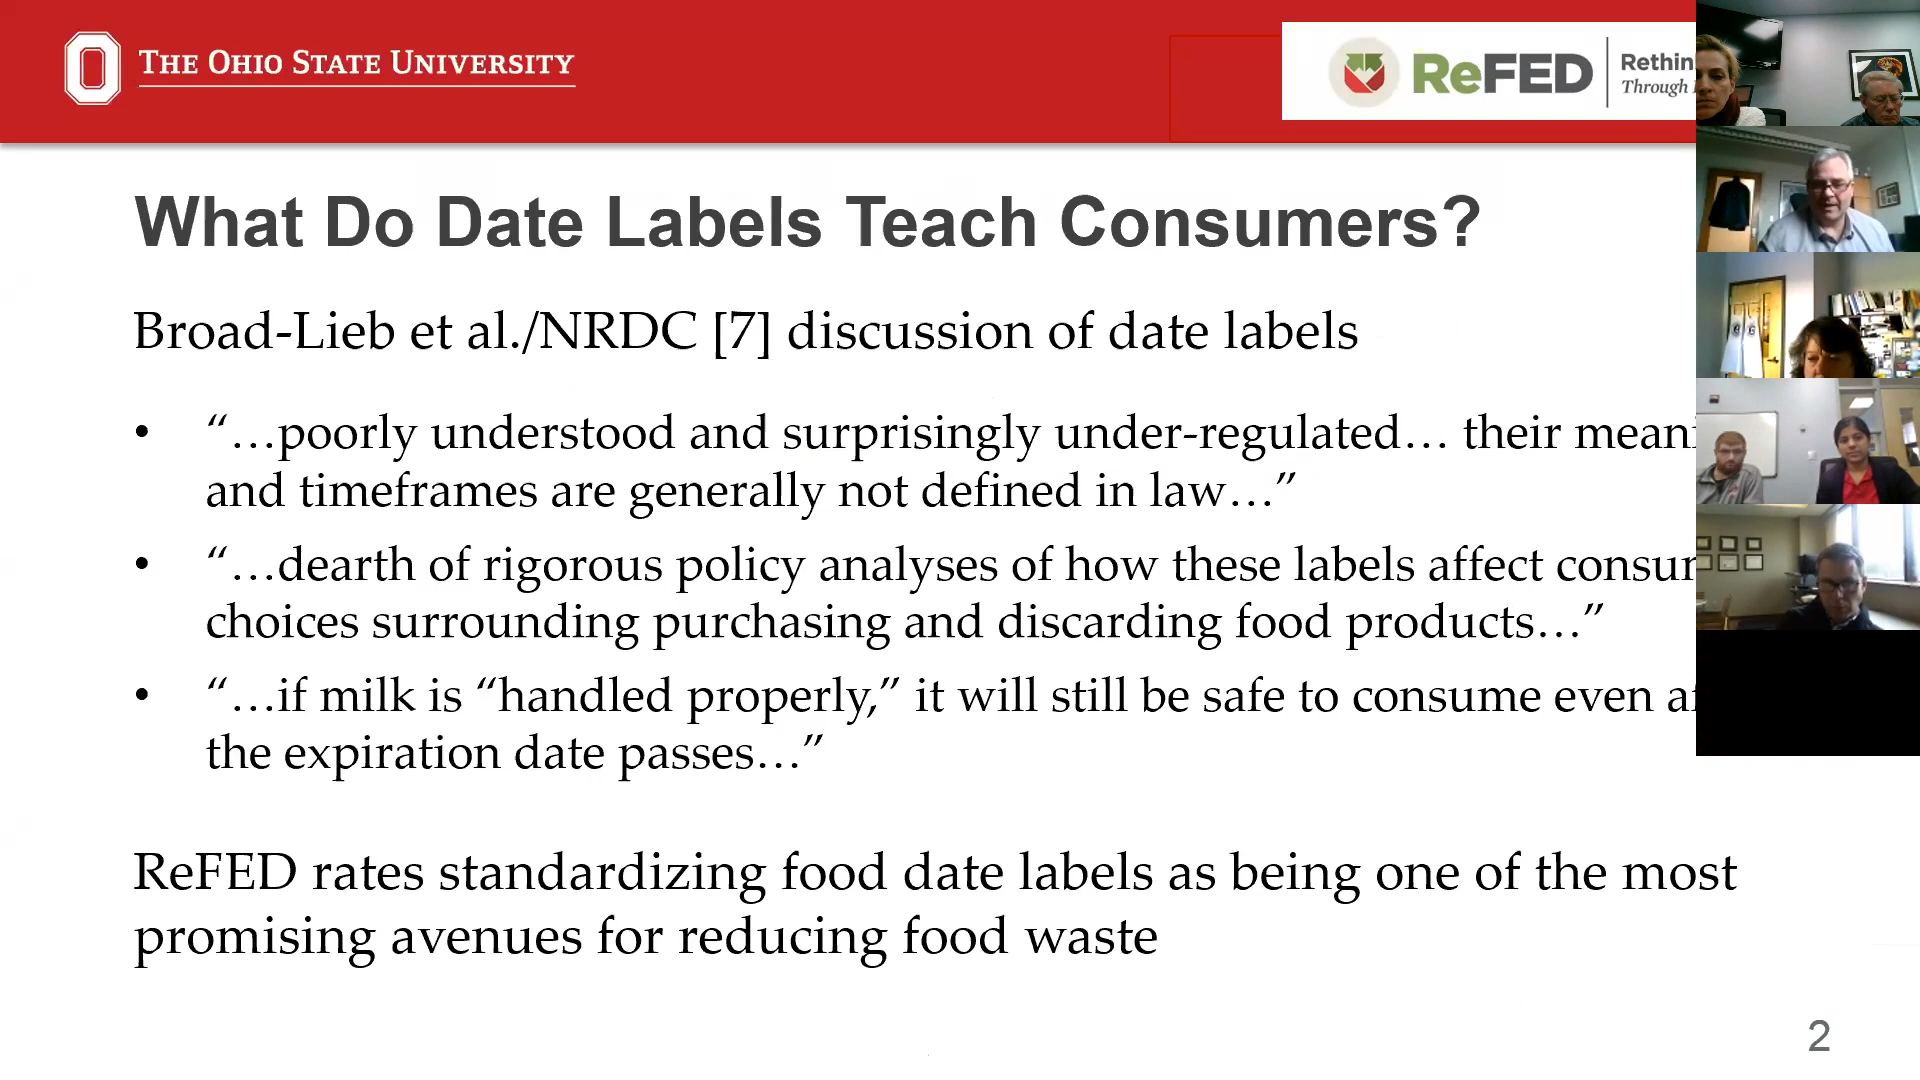 THE OHIO STATE UNIVERSITY
ReFED
Through
What Do Date Labels Teach Consumers?
Broad-Lieb et al./NRDC [7] discussion of date labels
• “…poorly understood and surprisingly under-regulated… their
and timeframes are generally not defined in law…”
• “…dearth of rigorous policy analyses of how these labels affect
choices surrounding purchasing and discarding food products…”
• “…if milk is “handled properly,” it will still be safe to consume even
the expiration date passes…”
ReFED rates standardizing food date labels as being one of the most
promising avenues for reducing food waste
2